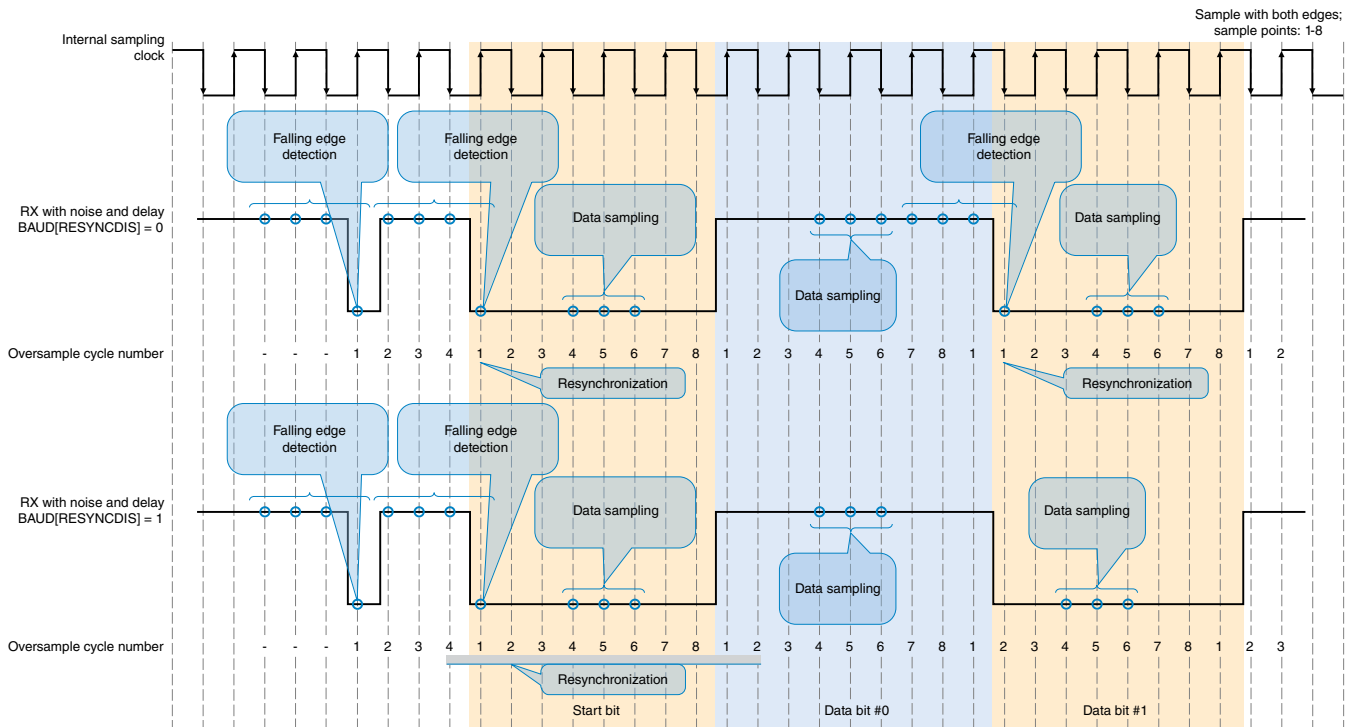 Sample with both edges;
sample points: 1-8
Internal sampling
clock
Falling edge
detection
Falling edge
detection
Falling edge
detection
RX with noise and delay
BAUD[RESYNCDIS] = 0
Data sampling
Data sampling
Data sampling
Oversample cycle number - - - 1 2 3 4 1 2 3 4 5 6 7 8 1 2 3 4 5 6 7 8 1 1 2 3 4 5 6 7 8 1 2
Resynchronization
Resynchronization
Falling edge
detection
Falling edge
detection
RX with noise and delay
BAUD[RESYNCDIS] = 1
Data sampling
Data sampling
Data sampling
Oversample cycle number - - - 1 2 3 4 1 2 3 4 5 6 7 8 1 2 3 4 5 6 7 8 1 2 3 4 5 6 7 8 1 2 3
Resynchronization
Start bit
Data bit #0
Data bit #1